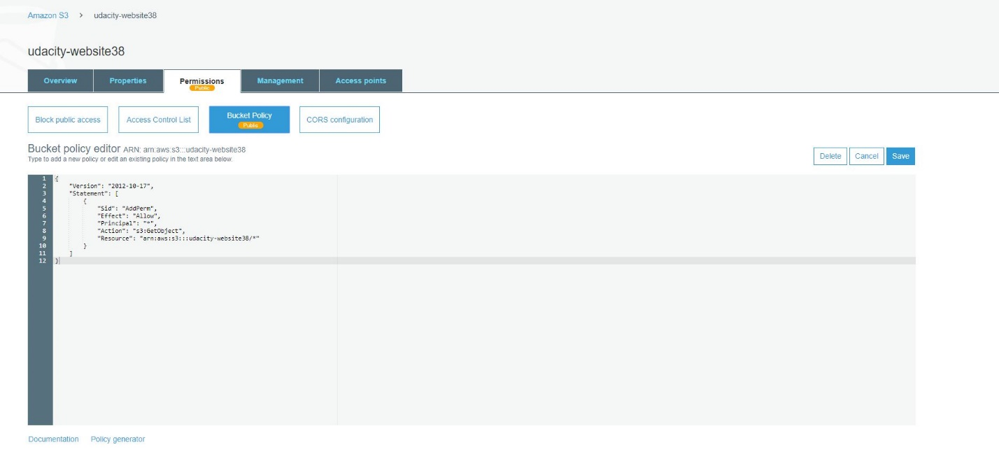 Amazon S3 > udacity-website38
udacity-website38
Overview Properties Permissions Management Access points
Public
Block public access Access Control List Bucket Policy CORS configuration
Public
Bucket policy editor ARN: arn:aws:s3:::udacity-website38
Type to add a new policy or edit an existing policy in the text area below.
Delete Cancel Save
1 {
2 "Version": "2012-10-17",
3 "Statement": [
4 {
5 "Sid": "AddPerm",
6 "Effect": "Allow",
7 "Principal": "*",
8 "Action": "s3:GetObject",
9 "Resource": "arn:aws:s3:::udacity-website38/*"
10 }
11 ]
12 }
Documentation Policy generator